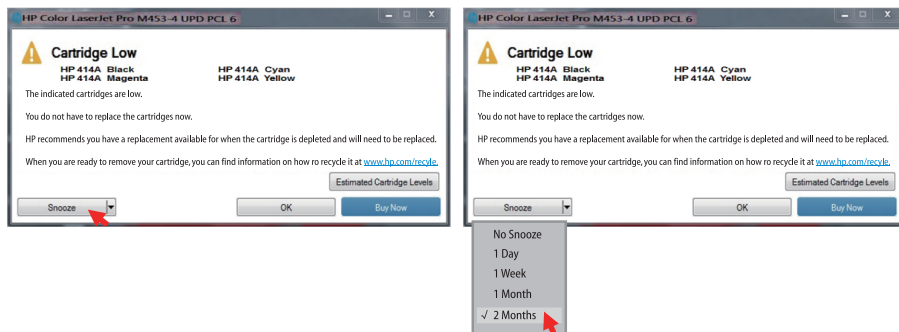 HP Color LaserJet Pro M453-4 UPD PCL 6
Cartridge Low
HP 414A Black HP 414A Cyan
HP 414A Magenta HP 414A Yellow
The indicated cartridges are low.
You do not have to replace the cartridges now.
HP recommends you have a replacement available for when the cartridge is depleted and will need to be replaced.
When you are ready to remove your cartridge, you can find information on how ro recycle it at www.hp.com/recyle.
Estimated Cartridge Levels
Snooze OK Buy Now
HP Color LaserJet Pro M453-4 UPD PCL 6
Cartridge Low
HP 414A Black HP 414A Cyan
HP 414A Magenta HP 414A Yellow
The indicated cartridges are low.
You do not have to replace the cartridges now.
HP recommends you have a replacement available for when the cartridge is depleted and will need to be replaced.
When you are ready to remove your cartridge, you can find information on how ro recycle it at www.hp.com/recyle.
Estimated Cartridge Levels
Snooze OK Buy Now
No Snooze
1 Day
1 Week
1 Month
√ 2 Months